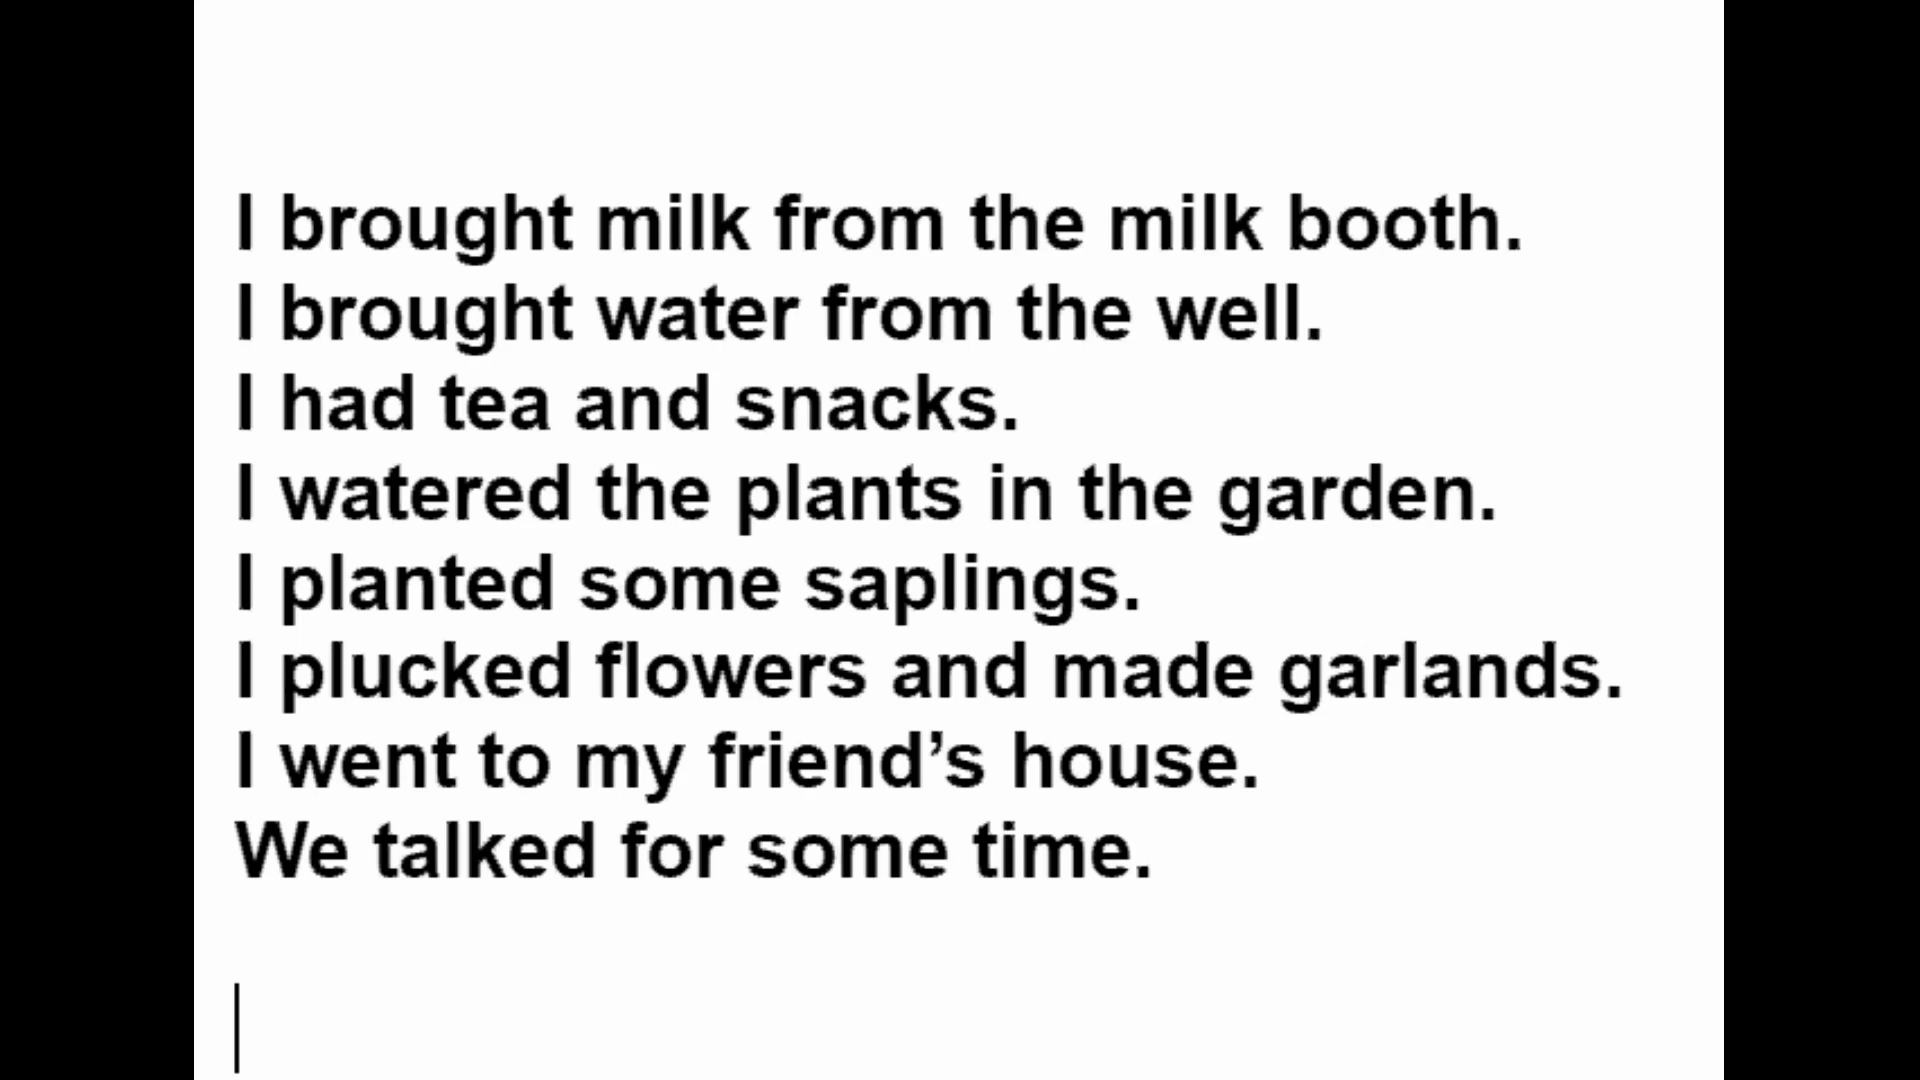 I brought milk from the milk booth.
I brought water from the well.
I had tea and snacks.
I watered the plants in the garden.
I planted some saplings.
I plucked flowers and made garlands.
I went to my friend’s house.
We talked for some time.